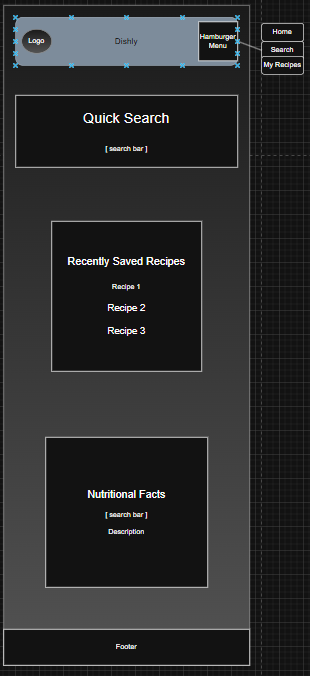 Logo
Dishly
Hamburger
Menu
Home
Search
My Recipes
Quick Search
[ search bar ]
Recently Saved Recipes
Recipe 1
Recipe 2
Recipe 3
Nutritional Facts
[ search bar ]
Description
Footer